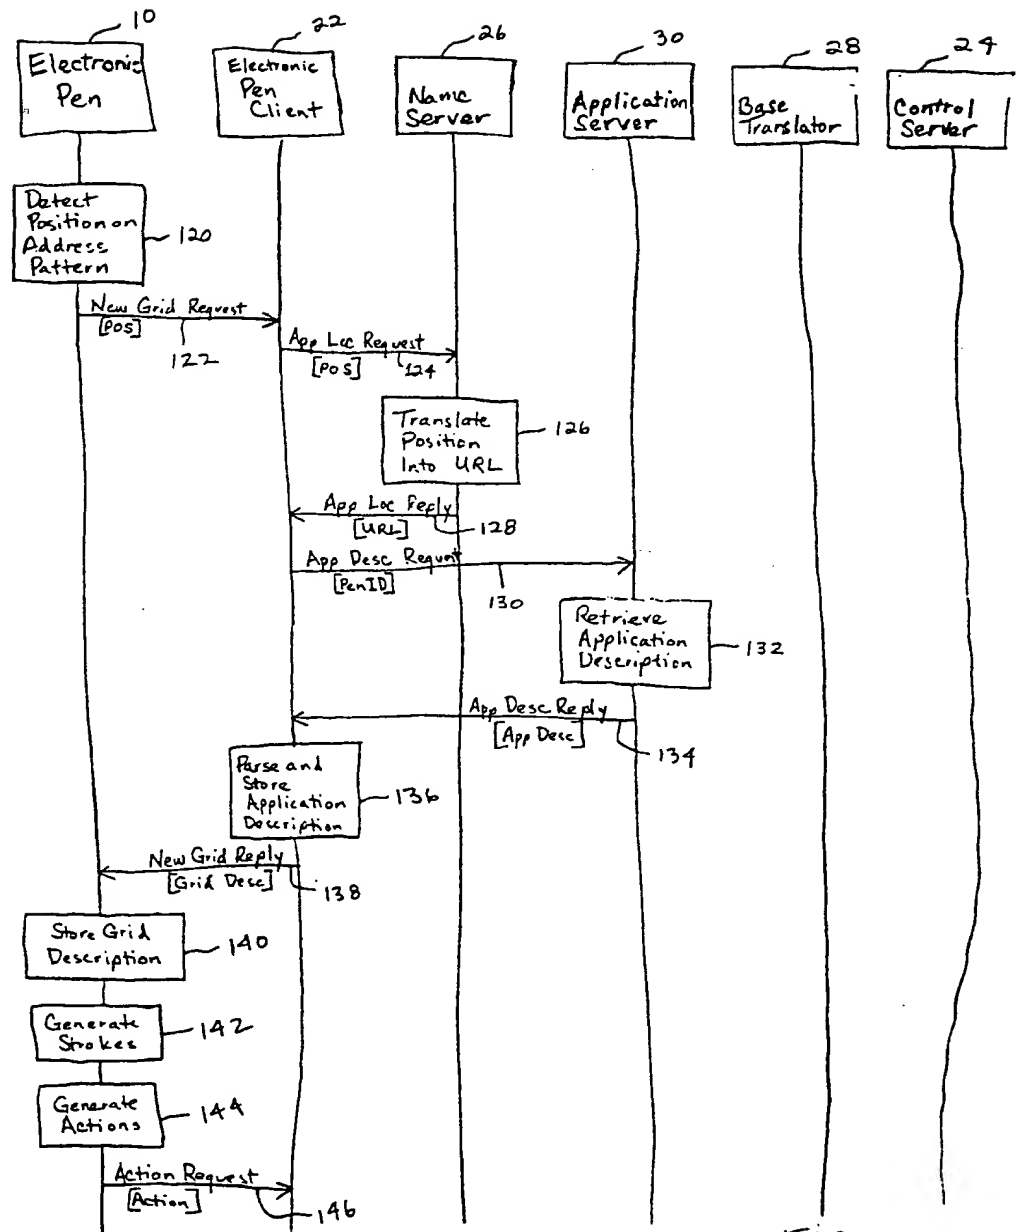 10
22
26
30
28
24
Electronic
Pen
Electronic
Pen
Client
Name
Server
Application
Server
Base
Translator
Control
Server
Detect
Position on
Address
Pattern
120
New Grid Request
[POS]
122
App Loc Request
[POS]
124
Translate
Position
Into URL
126
App Loc Reply
[URL]
128
App Desc Request
[PenID]
130
Retrieve
Application
Description
132
App Desc Reply
[App Desc]
134
Parse and
Store
Application
Description
136
New Grid Reply
[Grid Desc]
138
Store Grid
Description
140
Generate
Strokes
142
Generate
Actions
144
Action Request
[Action]
146